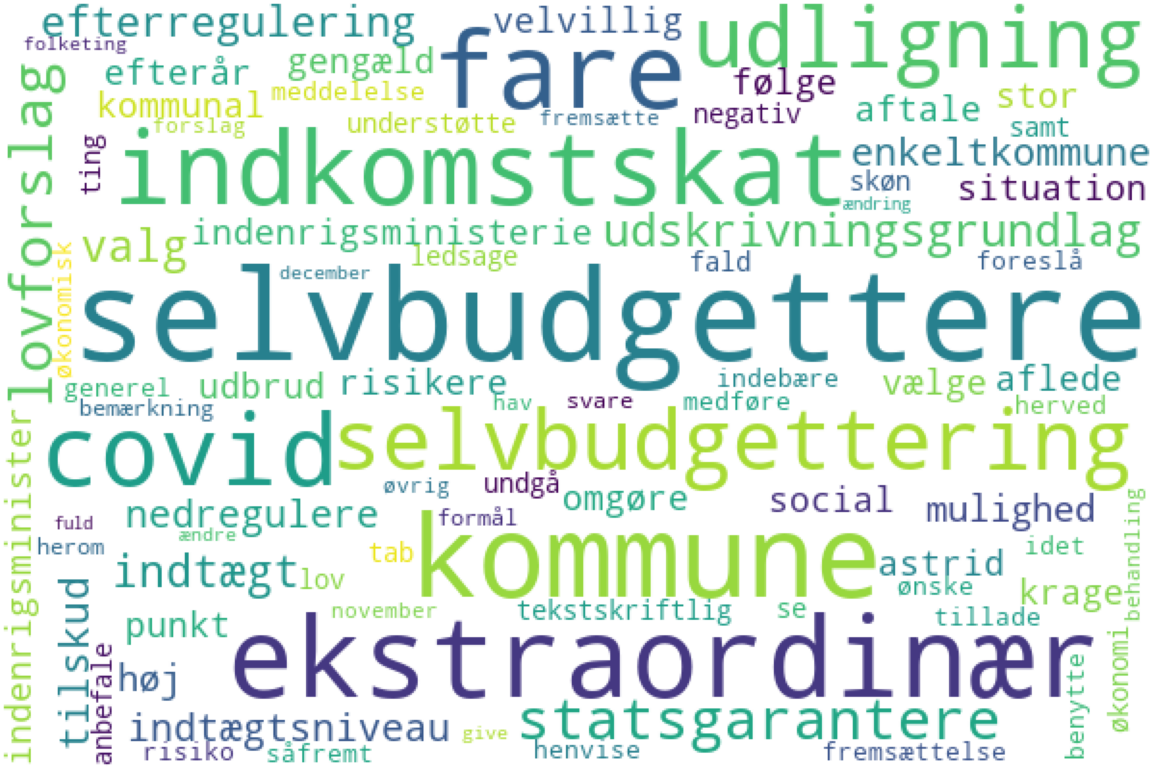 efterregulering
velvillig
udligning
folketing
fare
efterår
gengæld
følge
stor
kommunal
meddelelse
negativ
aftale
forslag
understøtte
fremsætte
samt
lovforslag
ting
indkomstskat
enkeltkommune
skøn
situation
ændring
valg
indenrigsministerie
udskrivningsgrundlag
økonomisk
ledsage
fald
foreslå
december
selvbudgettere
generel
udbrud
risikere
indebære
vælge
aflede
bemærkning
hav
svare
medføre
herved
indenrigsminister
covid
selvbudgettering
øvrig
undgå
omgøre
social
mulighed
nedregulere
formål
fuld
ændre
kommune
herom
tab
astrid
idet
behandling
indtægt
lov
ønske
krage
tilskud
november
tekstskriftlig
se
tillade
punkt
ekstraordinær
økonomi
anbefale
høj
benytte
indtægtsniveau
statsgarantere
give
risiko
såfremt
henvise
fremsættelse